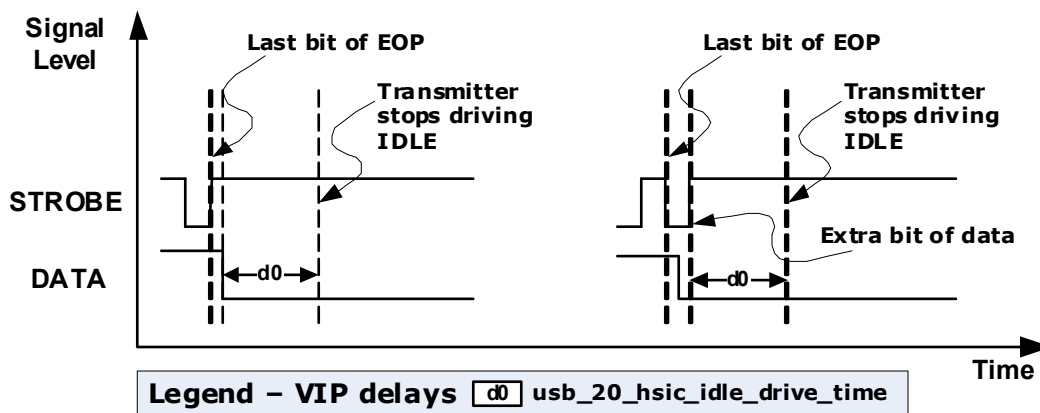 Signal
Level
Last bit of EOP
Transmitter
stops driving
IDLE
Last bit of EOP
Transmitter
stops driving
IDLE
STROBE
Extra bit of data
DATA
d0
d0
Time
Legend – VIP delays d0 usb_20_hsic_idle_drive_time